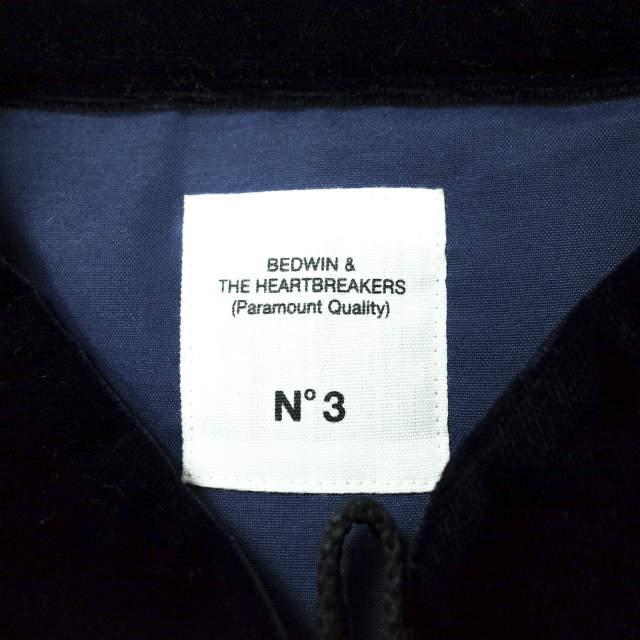 BEDWIN &
THE HEARTBREAKERS
(Paramount Quality)
N° 3